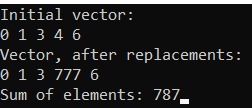 Initial vector:
0 1 3 4 6
Vector, after replacements:
0 1 3 777 6
Sum of elements: 787